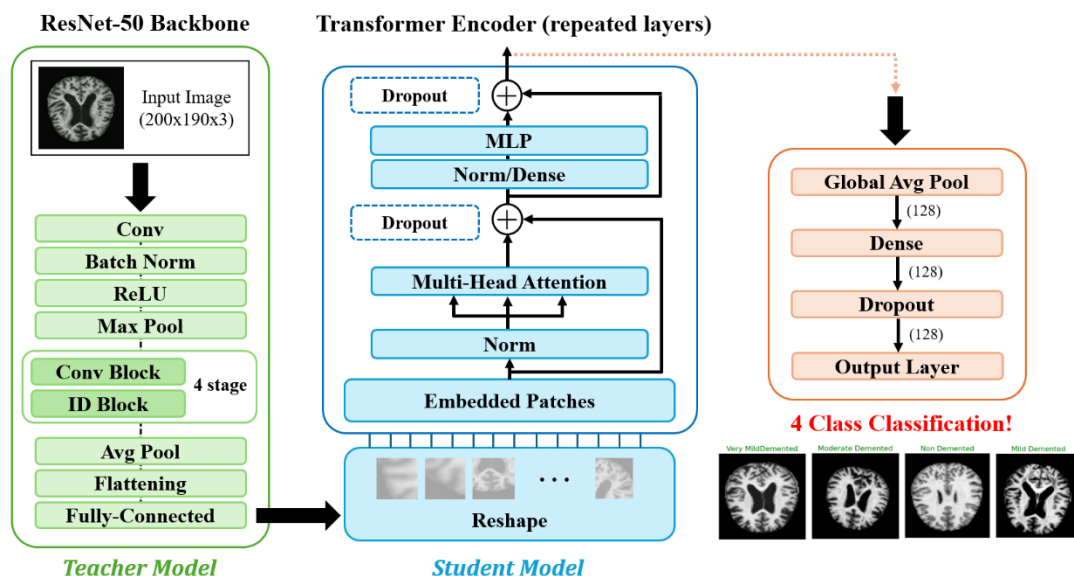 ResNet-50 Backbone
Input Image
(200x190x3)
Conv
Batch Norm
ReLU
Max Pool
Conv Block
ID Block
4 stage
Avg Pool
Flattening
Fully-Connected
Teacher Model
Transformer Encoder (repeated layers)
Dropout
MLP
Norm/Dense
Dropout
Multi-Head Attention
Norm
Embedded Patches
Reshape
Student Model
Global Avg Pool
(128)
Dense
(128)
Dropout
(128)
Output Layer
4 Class Classification!
Very MildDemented
Moderate Demented
Non Demented
Mild Demented